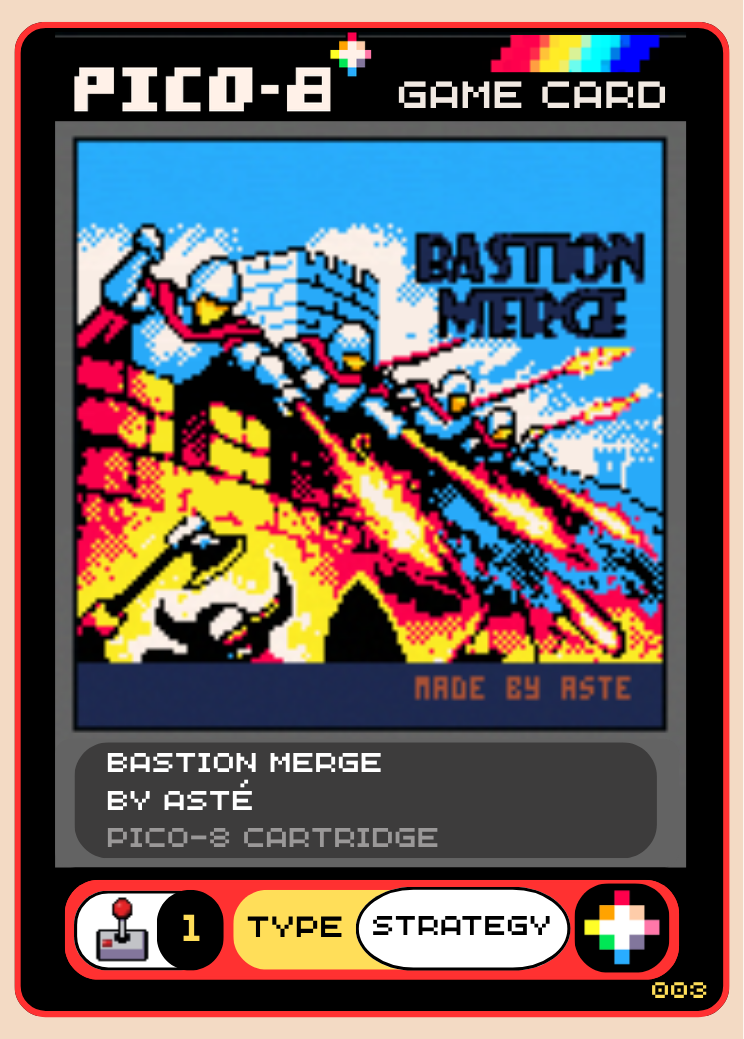 PICO-8
GAME CARD
BASTION
MERGE
MADE BY ASTE
BASTION MERGE
BY ASTÉ
PICO-8 CARTRIDGE
1
TYPE
STRATEGY
003